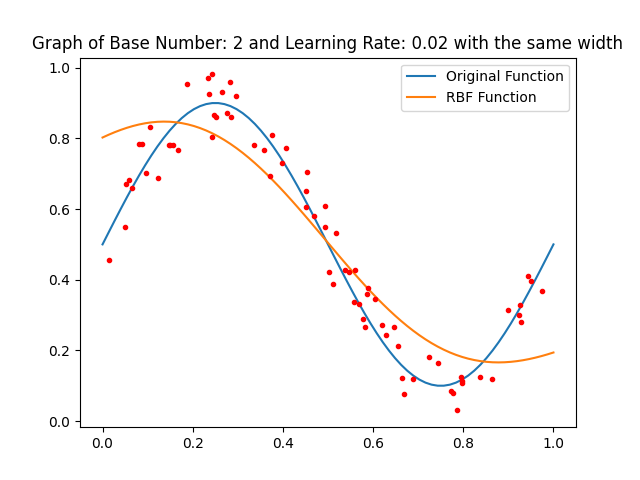 Graph of Base Number: 2 and Learning Rate: 0.02 with the same width
Original Function
RBF Function
1.0
0.8
0.6
0.4
0.2
0.0
0.0 0.2 0.4 0.6 0.8 1.0